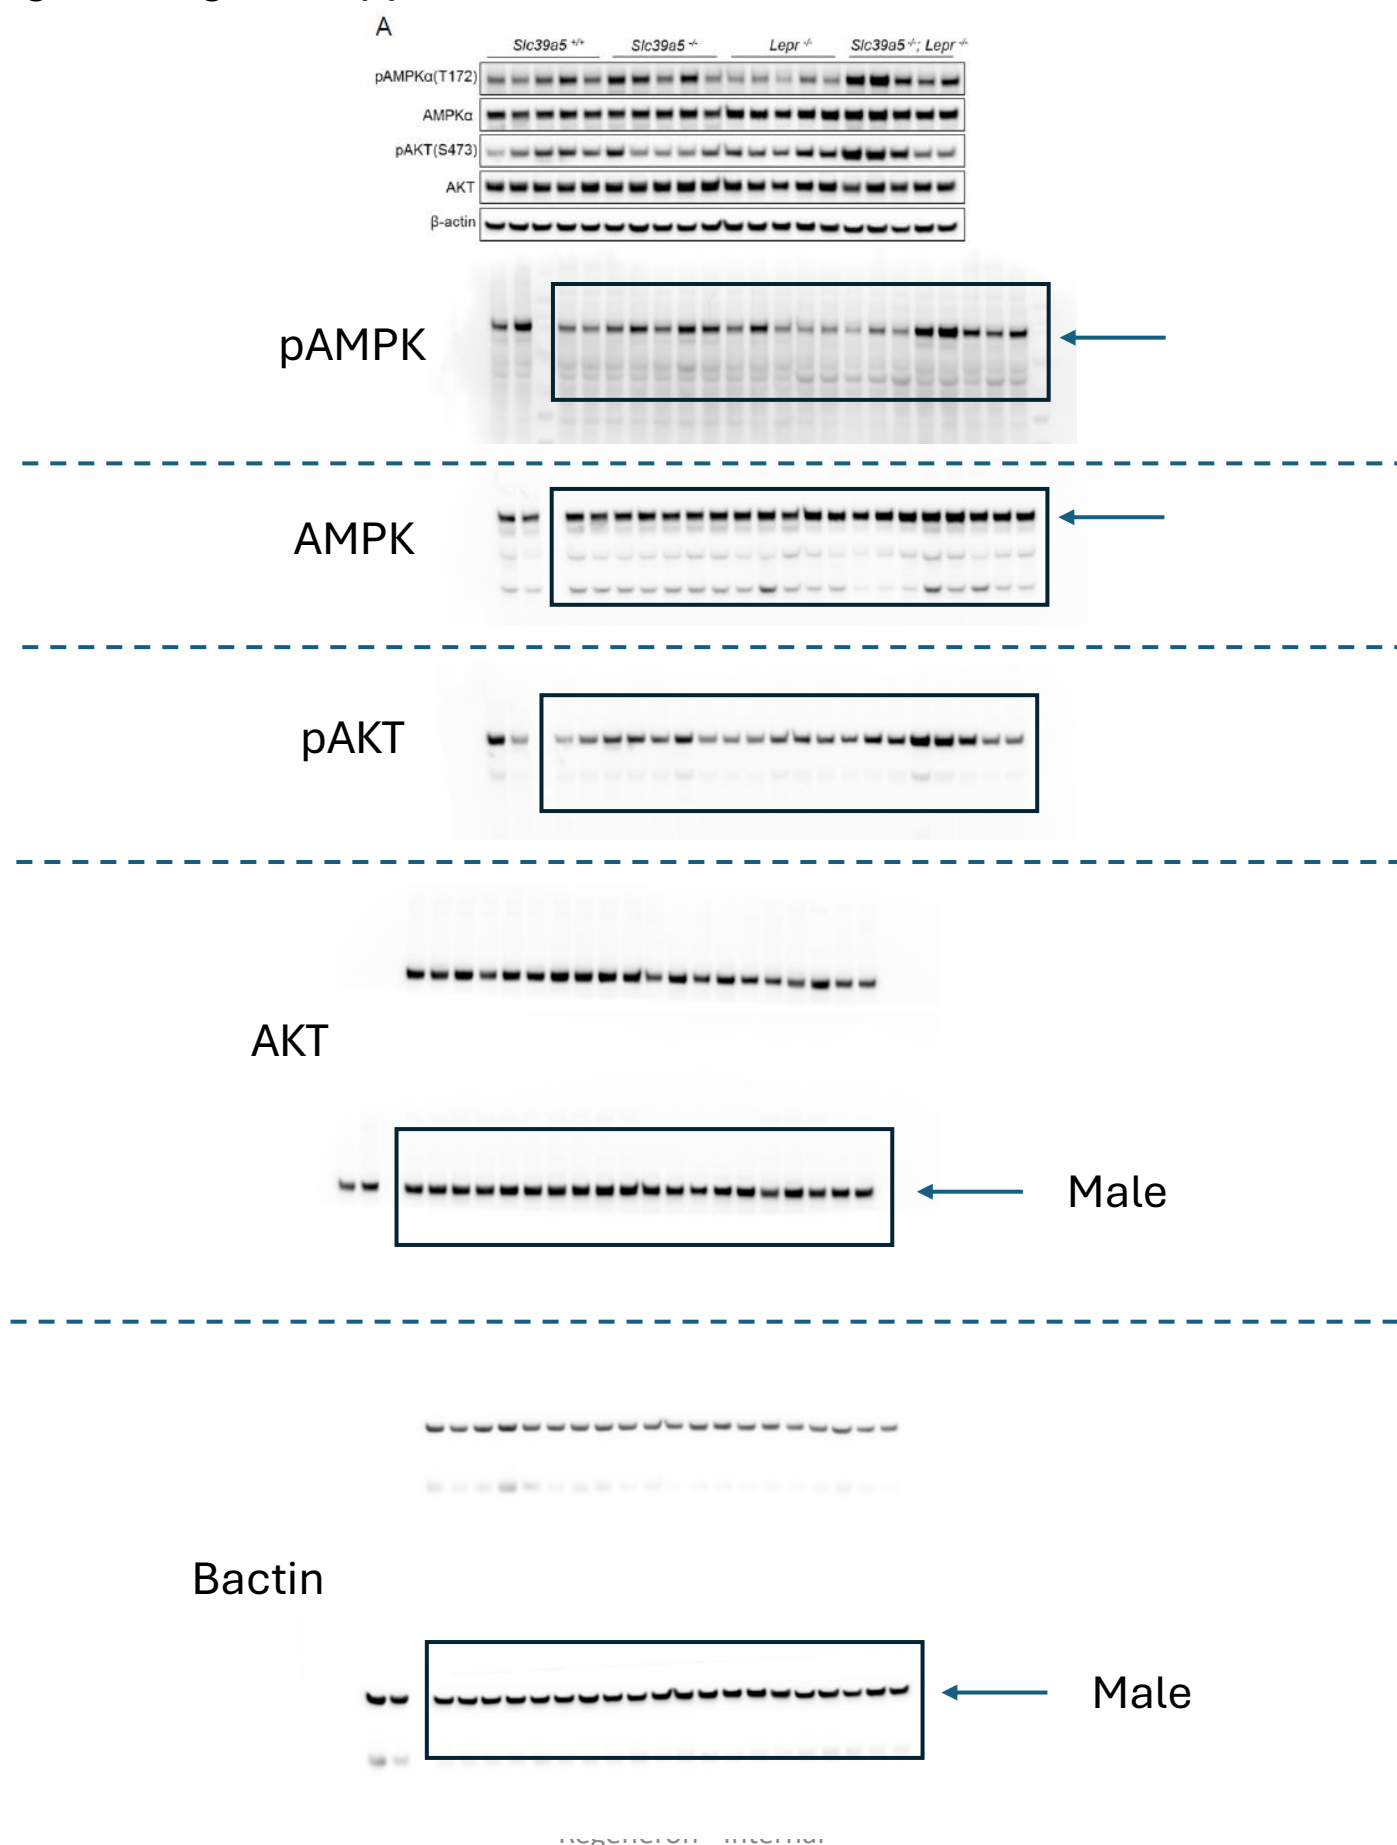 A
Slc39a5 +/+ Slc39a5 -/- Lepr -/- Slc39a5 -/-; Lepr -/-
pAMPKα(T172)
AMPKα
pAKT(S473)
AKT
β-actin
pAMPK
AMPK
pAKT
AKT
Male
Bactin
Male